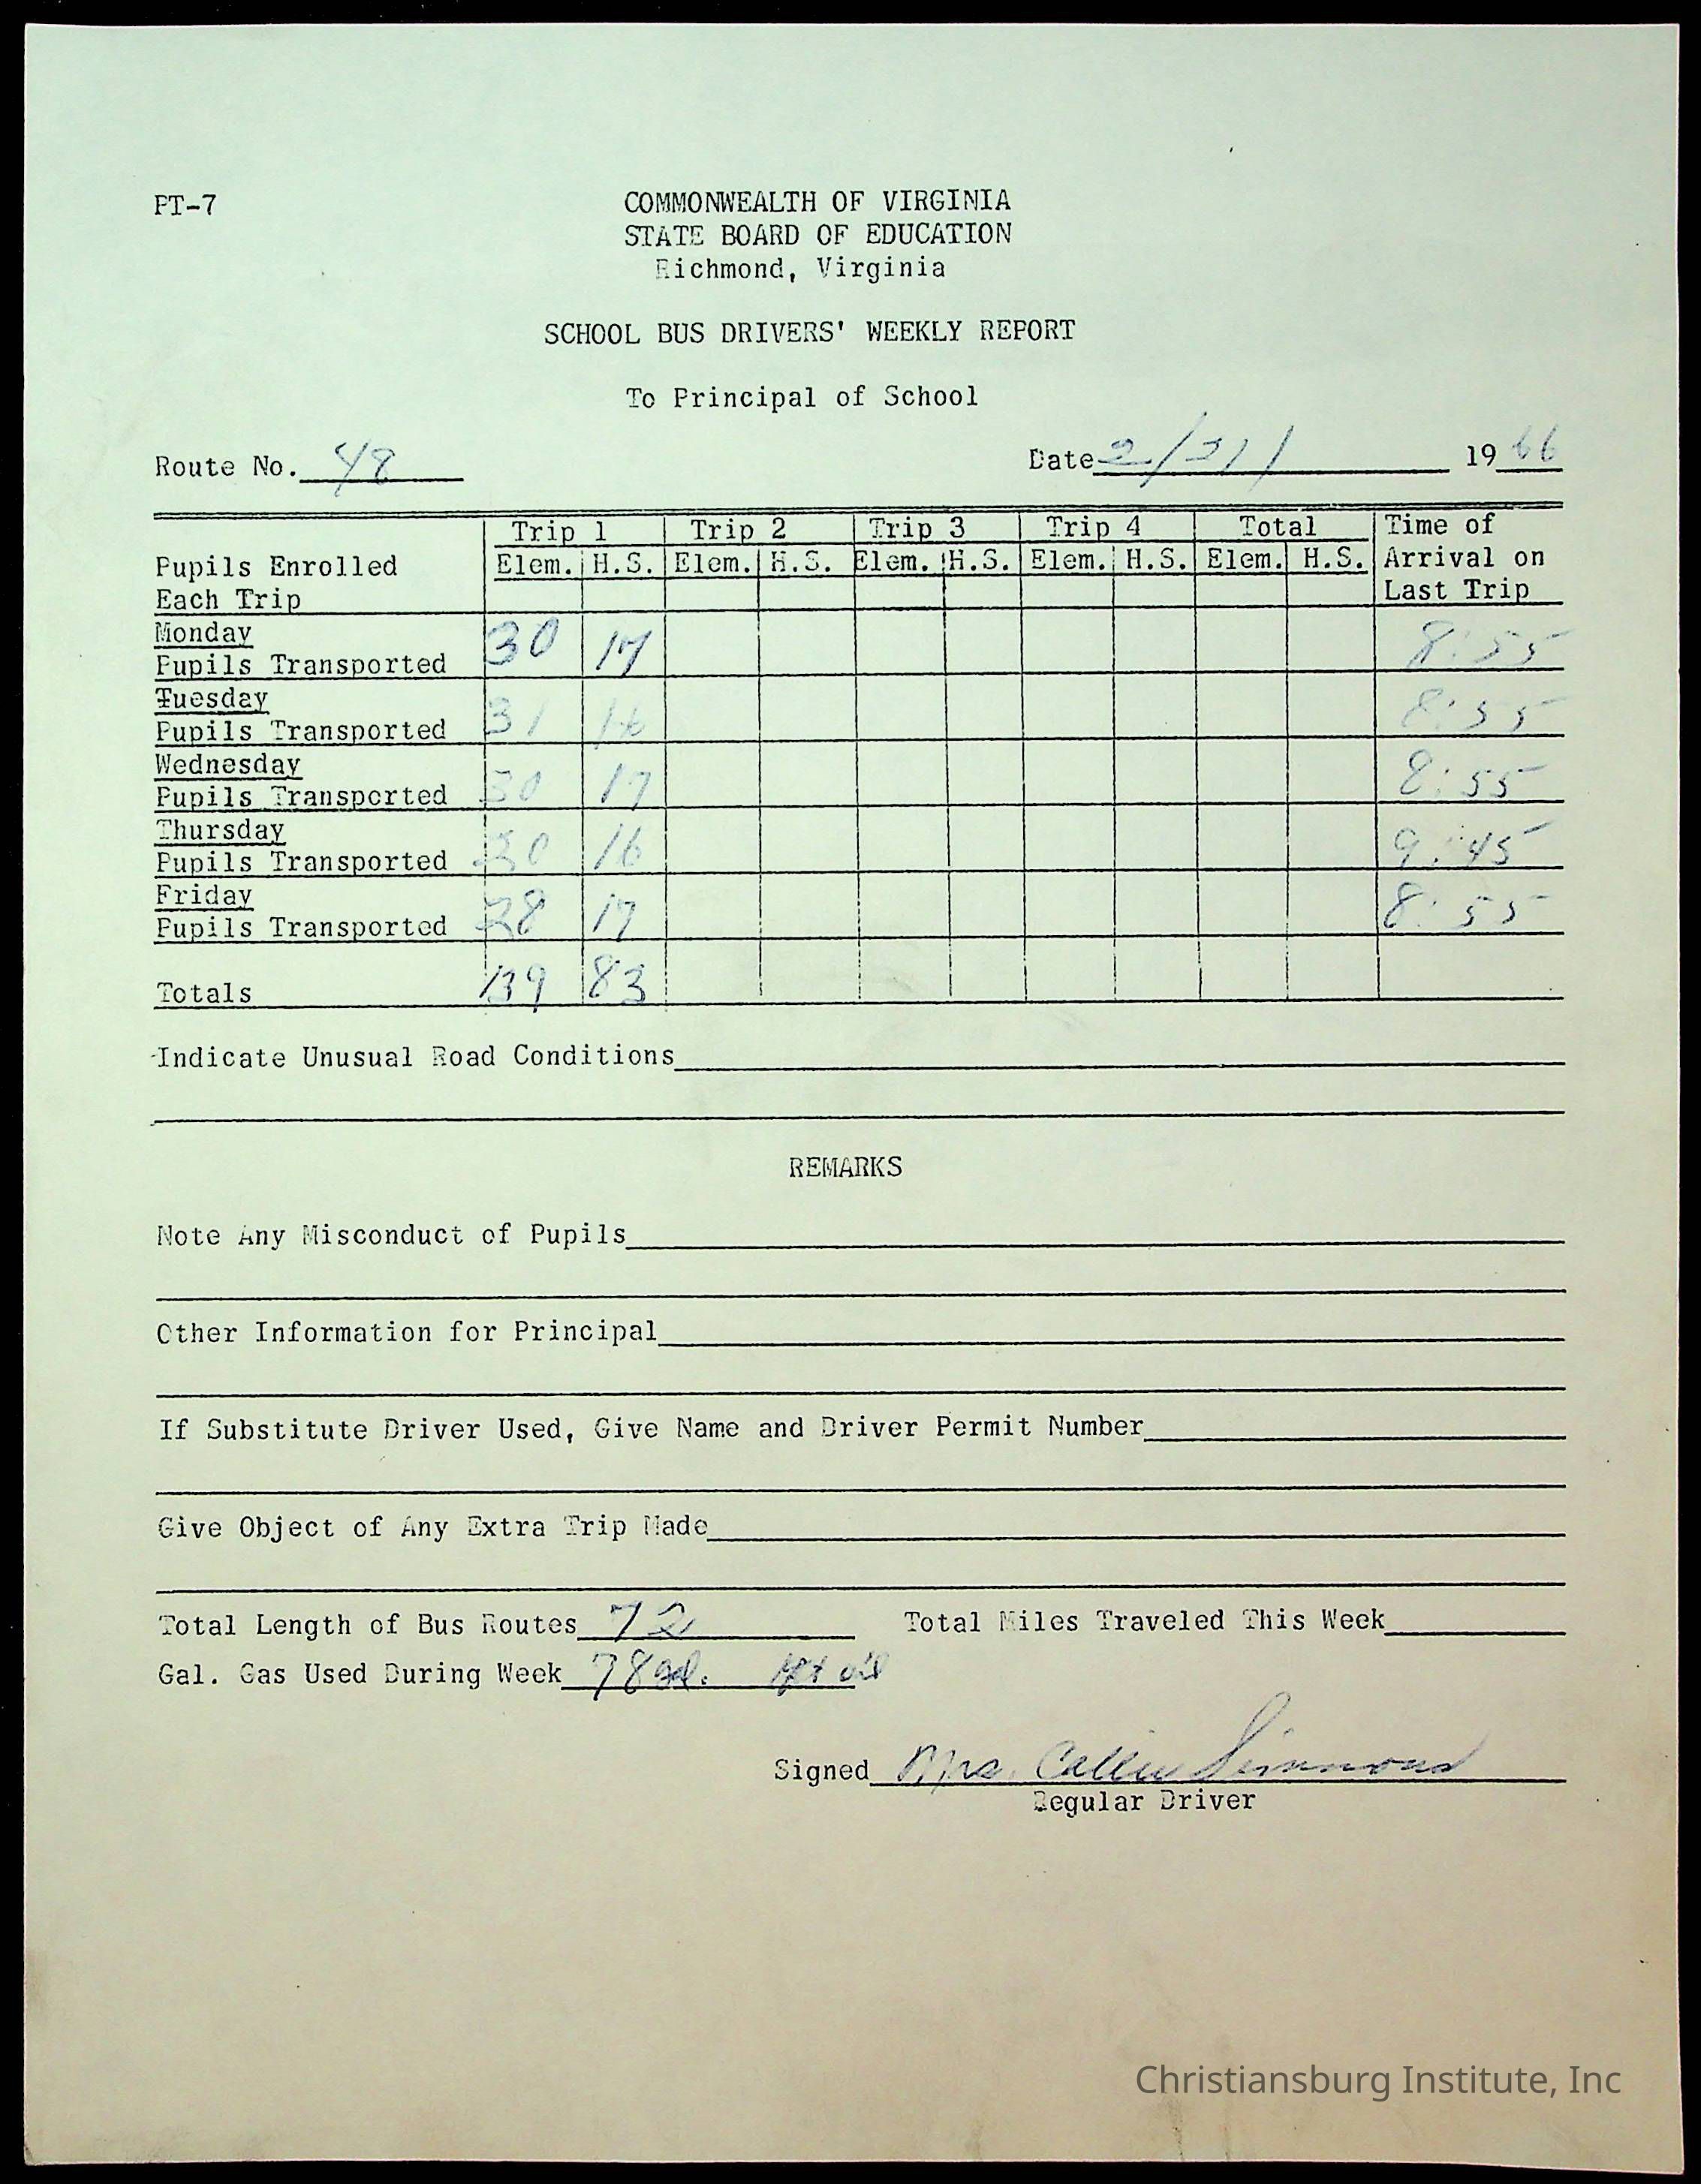 PT-7
COMMONWEALTH OF VIRGINIA
STATE BOARD OF EDUCATION
Richmond, Virginia
SCHOOL BUS DRIVERS' WEEKLY REPORT
To Principal of School
Route No. 48 Date 2/21/ 1966
Trip 1 Trip 2 Trip 3 Trip 4 Total Time of
Pupils Enrolled Elem. H.S. Elem. H.S. Elem. H.S. Elem. H.S. Elem. H.S. Arrival on
Each Trip Last Trip
Monday
Pupils Transported 30 17 8:55
Tuesday
Pupils Transported 31 16 8:55
Wednesday
Pupils Transported 30 17 8:55
Thursday
Pupils Transported 20 16 9:45
Friday
Pupils Transported 28 17 8:55
Totals 139 83
Indicate Unusual Road Conditions
REMARKS
Note Any Misconduct of Pupils
Other Information for Principal
If Substitute Driver Used, Give Name and Driver Permit Number
Give Object of Any Extra Trip Made
Total Length of Bus Routes 72 Total Miles Traveled This Week
Gal. Gas Used During Week 78 gal. oil
Signed Mrs. Callie Simmons
Regular Driver
Christiansburg Institute, Inc